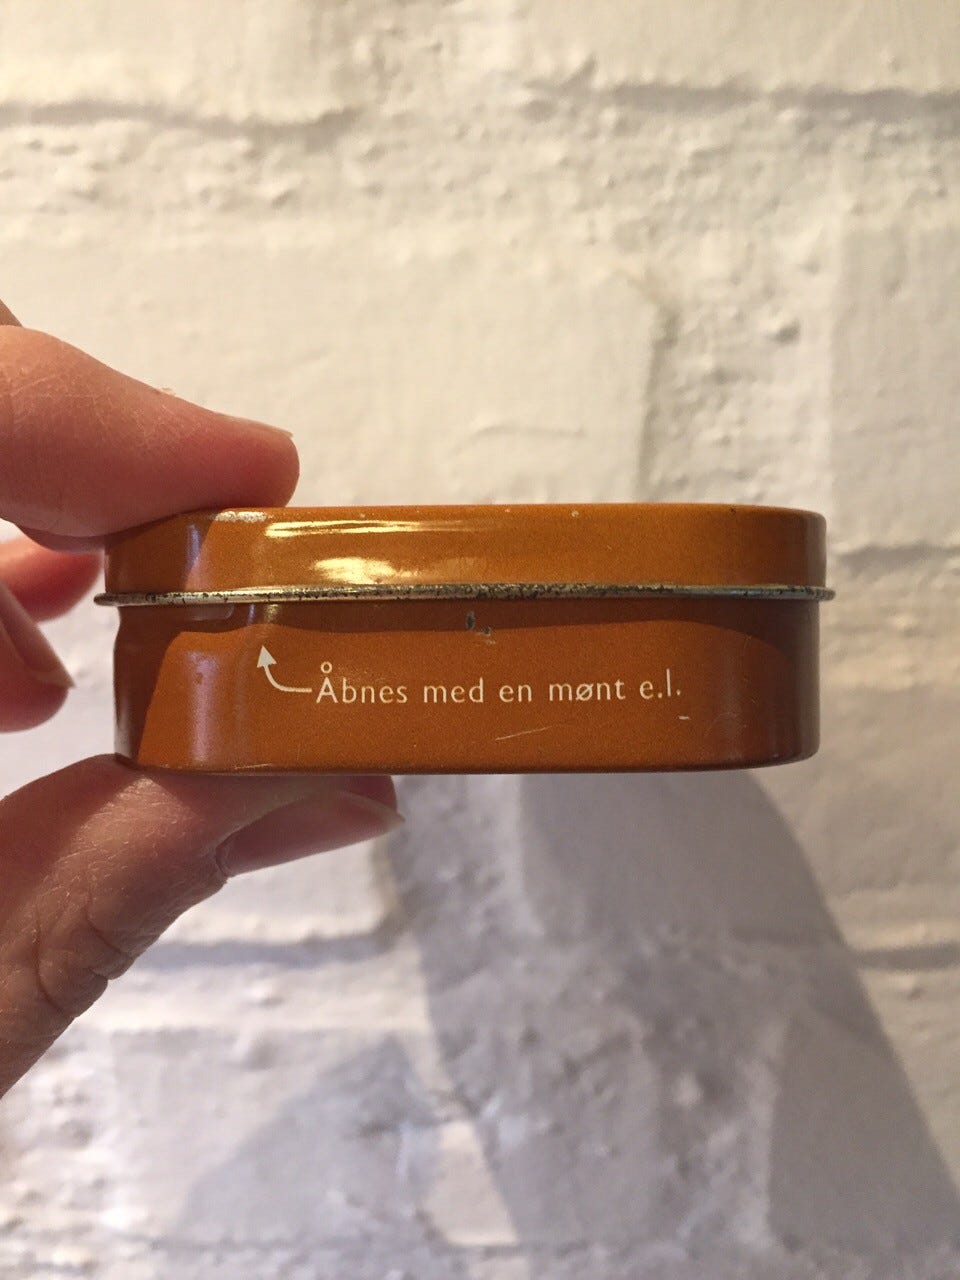 Åbnes med en mønt e.l.